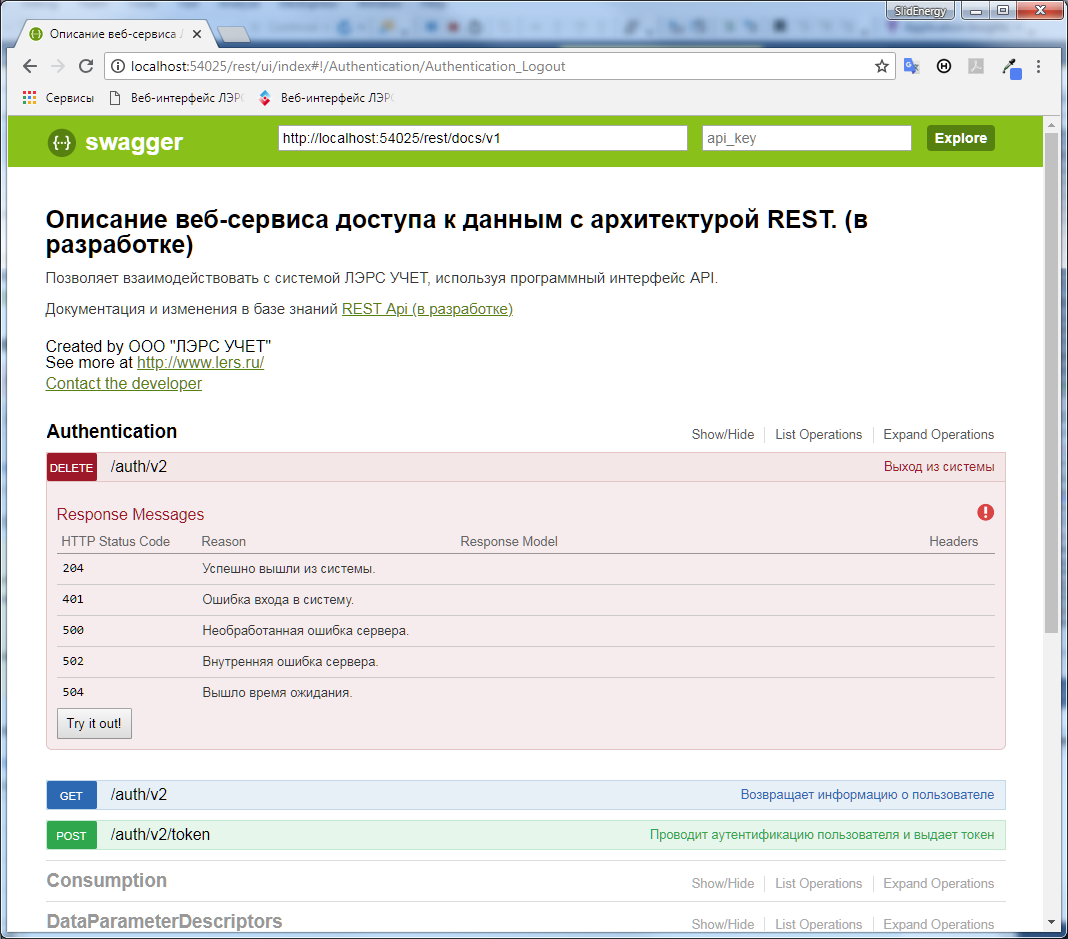 SlidEnergy
Описание веб-сервиса
localhost:54025/rest/ui/index#!/Authentication/Authentication_Logout
Сервисы Веб-интерфейс ЛЭРС Веб-интерфейс ЛЭРС
swagger http://localhost:54025/rest/docs/v1 api_key Explore
Описание веб-сервиса доступа к данным с архитектурой REST. (в
разработке)
Позволяет взаимодействовать с системой ЛЭРС УЧЕТ, используя программный интерфейс API.
Документация и изменения в базе знаний REST Api (в разработке)
Created by ООО "ЛЭРС УЧЕТ"
See more at http://www.lers.ru/
Contact the developer
Authentication Show/Hide List Operations Expand Operations
DELETE /auth/v2 Выход из системы
Response Messages
HTTP Status Code Reason Response Model Headers
204 Успешно вышли из системы.
401 Ошибка входа в систему.
500 Необработанная ошибка сервера.
502 Внутренняя ошибка сервера.
504 Вышло время ожидания.
Try it out!
GET /auth/v2 Возвращает информацию о пользователе
POST /auth/v2/token Проводит аутентификацию пользователя и выдает токен
Consumption Show/Hide List Operations Expand Operations
DataParameterDescriptors Show/Hide List Operations Expand Operations